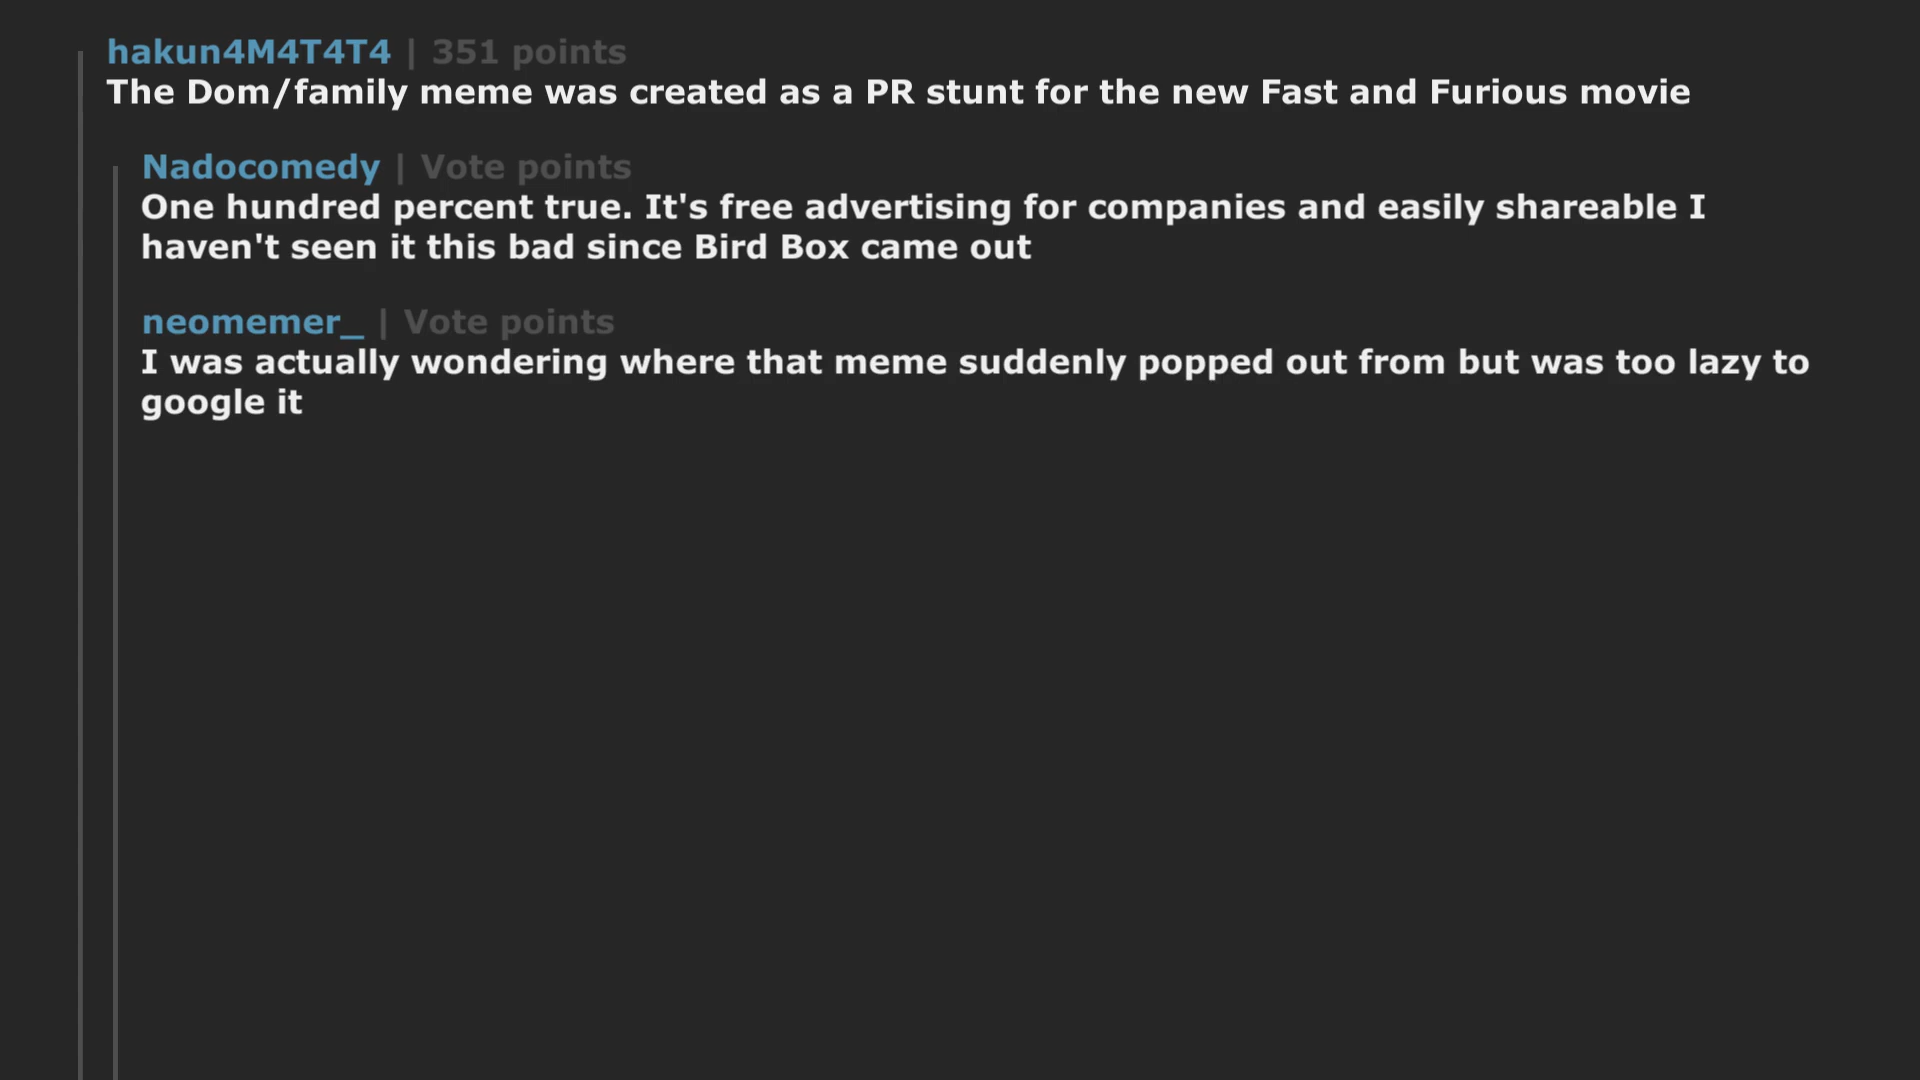 hakun4M4T4T4 | 351 points
The Dom/family meme was created as a PR stunt for the new Fast and Furious movie
Nadocomedy | Vote points
One hundred percent true. It's free advertising for companies and easily shareable I
haven't seen it this bad since Bird Box came out
neomemer_ | Vote points
I was actually wondering where that meme suddenly popped out from but was too lazy to
google it